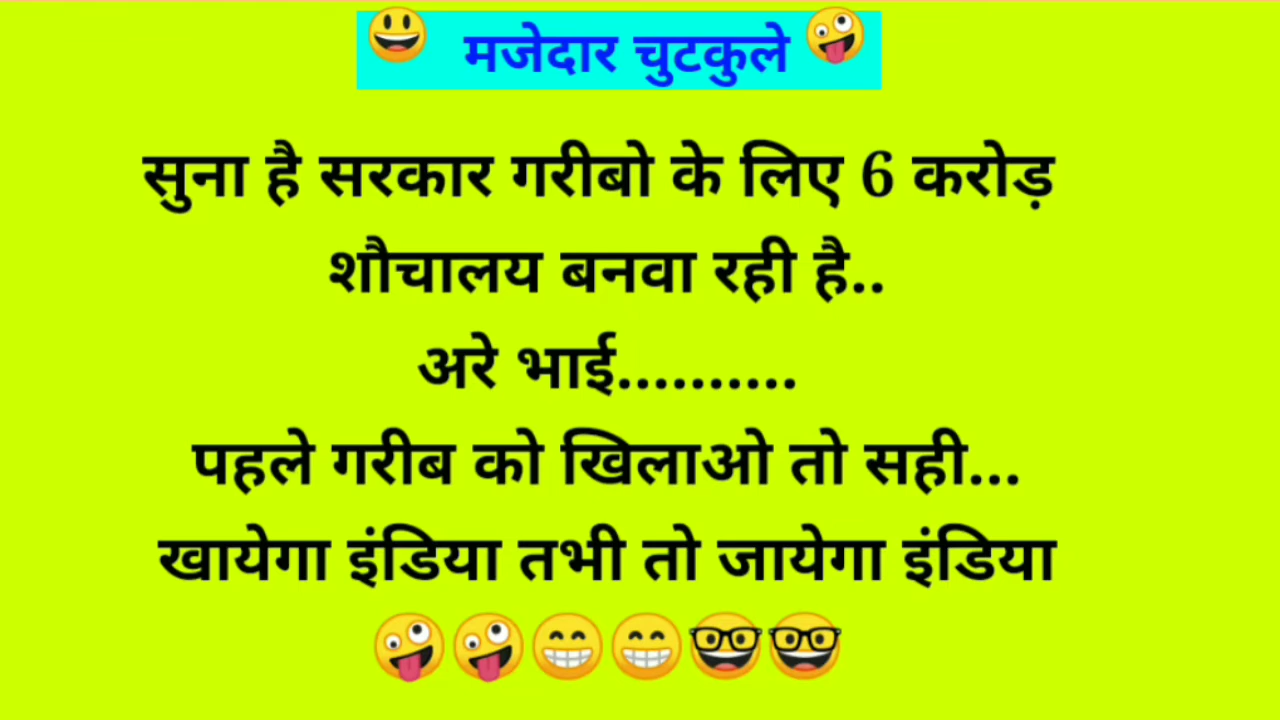 😃 मजेदार चुटकुले 🤪
सुना है सरकार गरीबो के लिए 6 करोड़
शौचालय बनवा रही है..
अरे भाई..........
पहले गरीब को खिलाओ तो सही...
खायेगा इंडिया तभी तो जायेगा इंडिया
🤪🤪😁😁🤓🤓